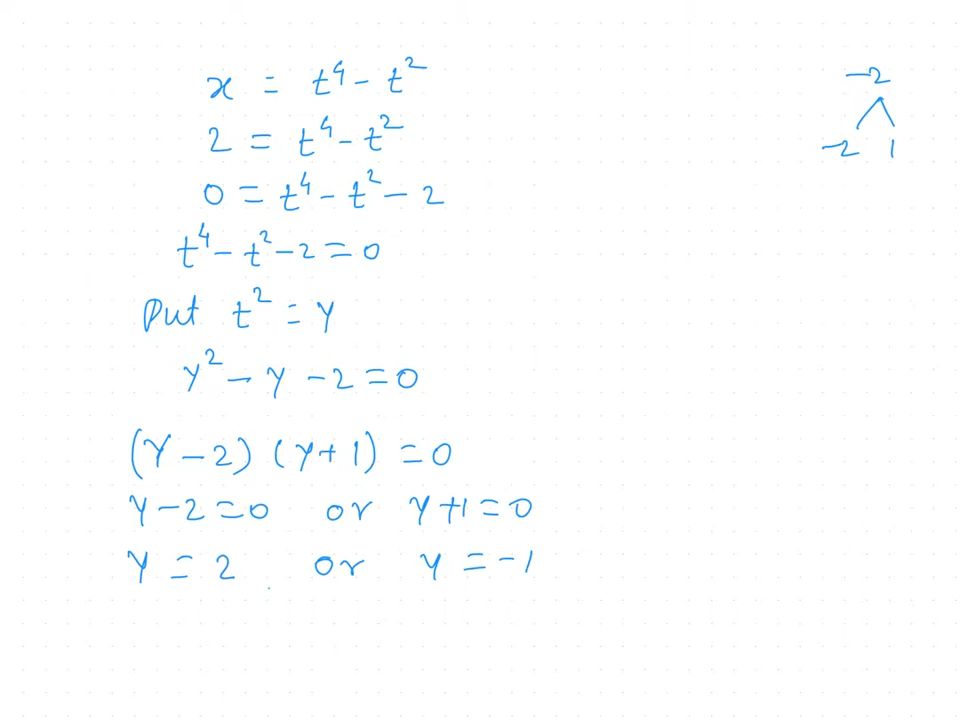 x = t⁴ - t²
2 = t⁴ - t²
0 = t⁴ - t² - 2
t⁴ - t² - 2 = 0
Put t² = Y
Y² - Y - 2 = 0
(Y - 2) (Y + 1) = 0
Y - 2 = 0 or Y + 1 = 0
Y = 2 or Y = -1
-2
-2 1